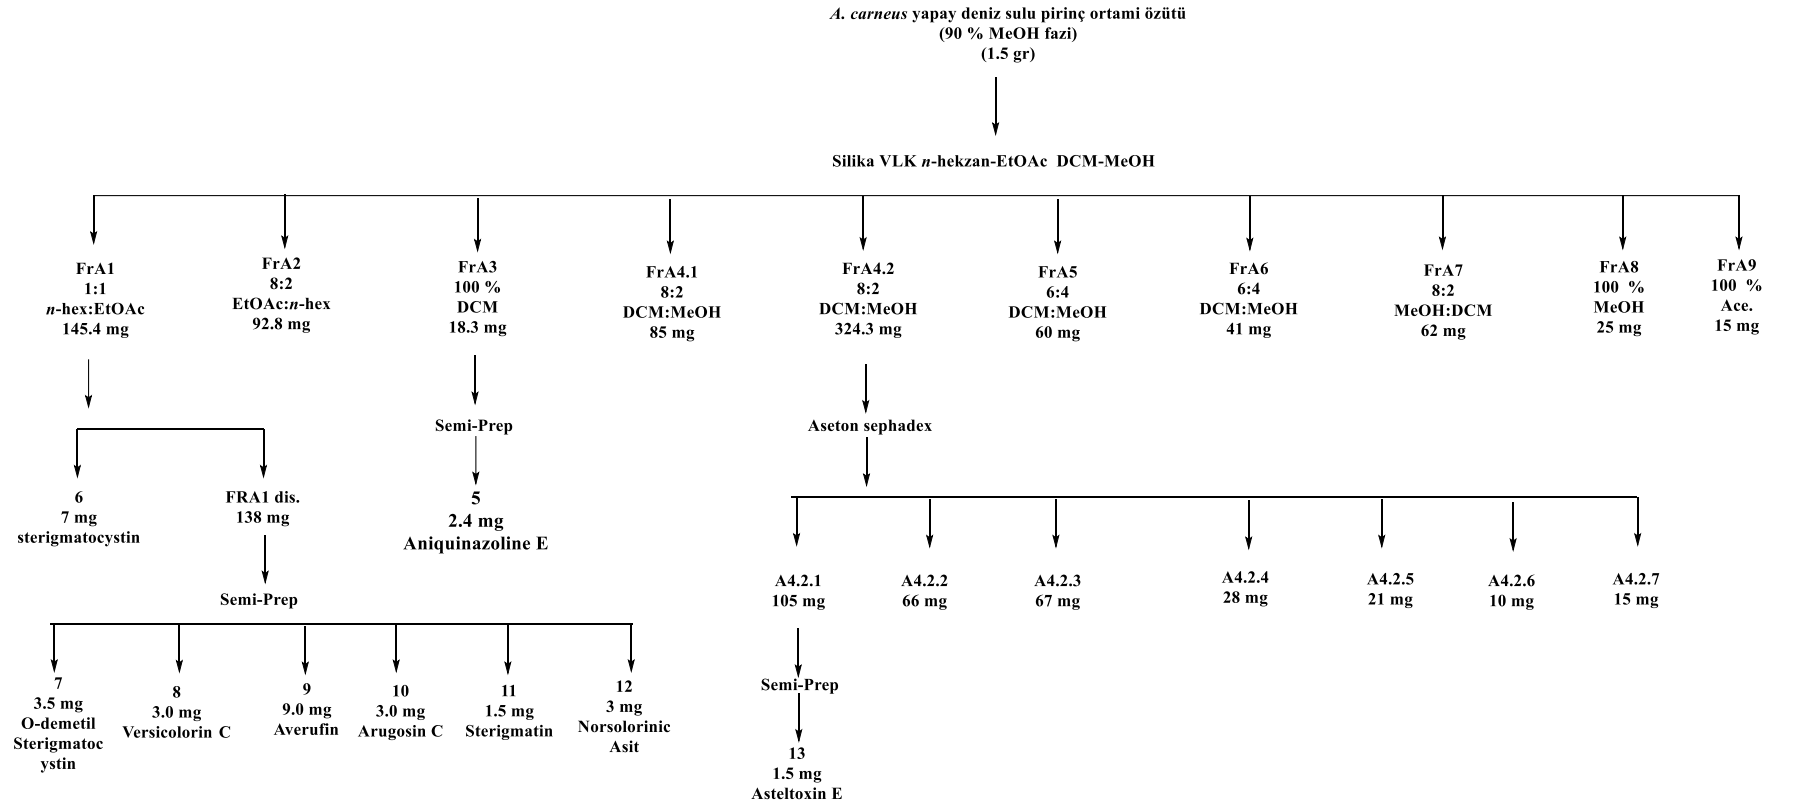 A. carneus yapay deniz sulu pirinç ortami özütü
(90 % MeOH fazi)
(1.5 gr)
Silika VLK n-hekzan-EtOAc DCM-MeOH
FrA1
1:1
n-hex:EtOAc
145.4 mg
FrA2
8:2
EtOAc:n-hex
92.8 mg
FrA3
100 %
DCM
18.3 mg
FrA4.1
8:2
DCM:MeOH
85 mg
FrA4.2
8:2
DCM:MeOH
324.3 mg
FrA5
6:4
DCM:MeOH
60 mg
FrA6
6:4
DCM:MeOH
41 mg
FrA7
8:2
MeOH:DCM
62 mg
FrA8
100 %
MeOH
25 mg
FrA9
100 %
Ace.
15 mg
Semi-Prep
Aseton sephadex
6
7 mg
sterigmatocystin
FRA1 dis.
138 mg
5
2.4 mg
Aniquinazoline E
Semi-Prep
A4.2.1
105 mg
A4.2.2
66 mg
A4.2.3
67 mg
A4.2.4
28 mg
A4.2.5
21 mg
A4.2.6
10 mg
A4.2.7
15 mg
7
3.5 mg
O-demetil
Sterigmatoc
ystin
8
3.0 mg
Versicolorin C
9
9.0 mg
Averufin
10
3.0 mg
Arugosin C
11
1.5 mg
Sterigmatin
12
3 mg
Norsolorinic
Asit
Semi-Prep
13
1.5 mg
Asteltoxin E